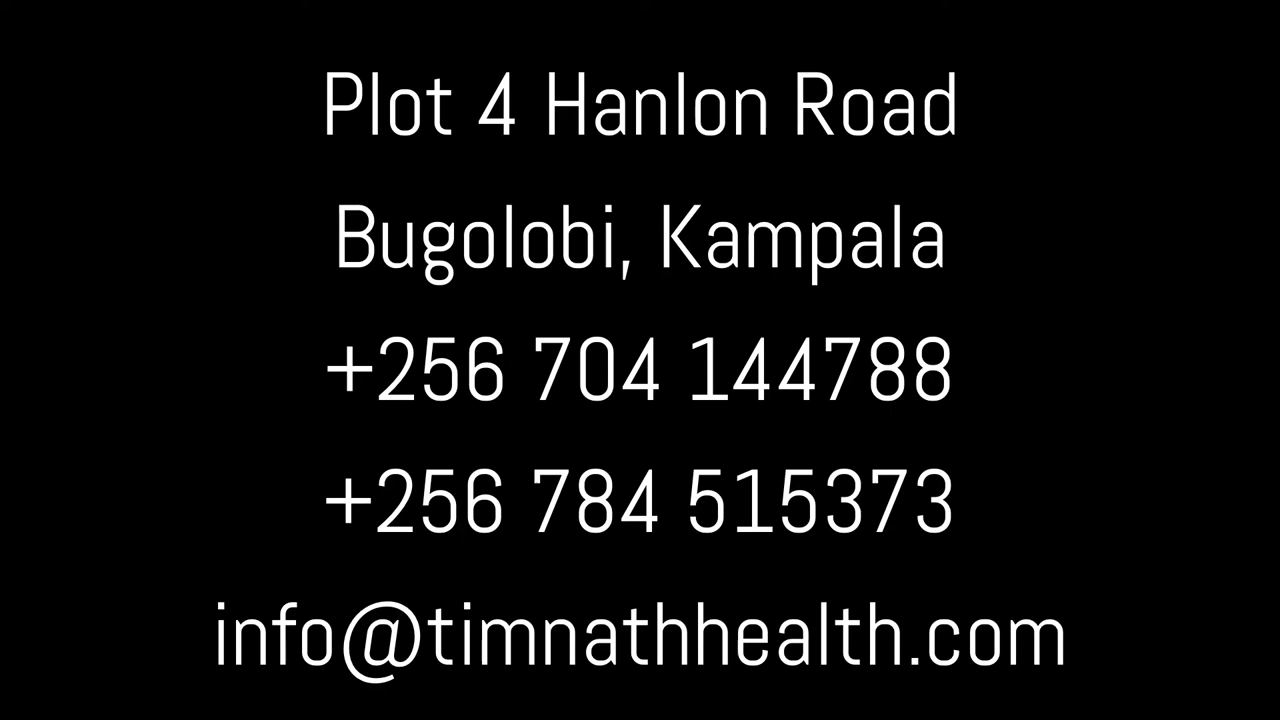 Plot 4 Hanlon Road
Bugolobi, Kampala
+256 704 144788
+256 784 515373
info@timnathhealth.com